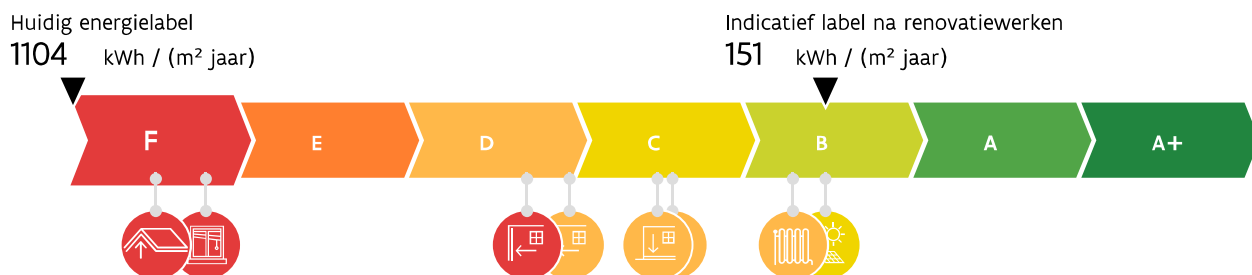 Huidig energielabel
1104 kWh / (m² jaar)
Indicatief label na renovatiewerken
151 kWh / (m² jaar)
F E D C B A A+